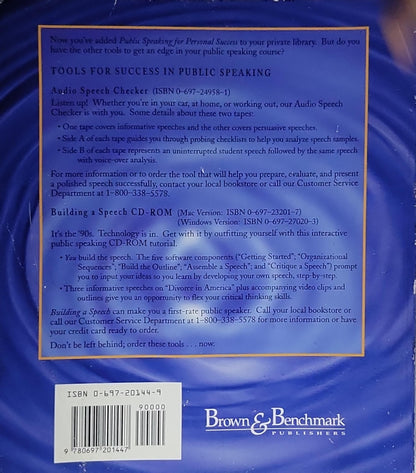 Now you've added Public Speaking for Personal Success to your private library. But do you
have the other tools to get an edge in your public speaking course?
TOOLS FOR SUCCESS IN PUBLIC SPEAKING
Audio Speech Checker (ISBN 0-697-24958-1)
Listen up! Whether you're in your car, at home, or working out, our Audio Speech
Checker is with you. Some details about these two tapes:
• One tape covers informative speeches and the other covers persuasive speeches.
• Side A of each tape guides you through probing checklists to help you analyze speech samples.
• Side B of each tape represents an uninterrupted student speech followed by the same speech
with voice-over analysis.
For more information or to order the tool that will help you prepare, evaluate, and present
a polished speech successfully, contact your local bookstore or call our Customer Service
Department at 1-800-338-5578.
Building a Speech CD-ROM (Mac Version: ISBN 0-697-23201-7)
(Windows Version: ISBN 0-697-27020-3)
It's the '90s. Technology is in. Get with it by outfitting yourself with this interactive
public speaking CD-ROM tutorial.
• You build the speech. The five software components ("Getting Started"; "Organizational
Sequences"; "Build the Outline"; "Assemble a Speech"; and "Critique a Speech") prompt
you to input your ideas so you learn by developing your own speech, step-by-step.
• Three informative speeches on "Divorce in America" plus accompanying video clips and
outlines give you an opportunity to flex your critical thinking skills.
Building a Speech can make you a first-rate public speaker. Call your local bookstore or
call our Customer Service Department at 1-800-338-5578 for more information or have
your credit card ready to order.
Don't be left behind; order these tools . . . now.
ISBN 0-697-20144-9
90000
9 780697 201447
Brown & Benchmark
PUBLISHERS